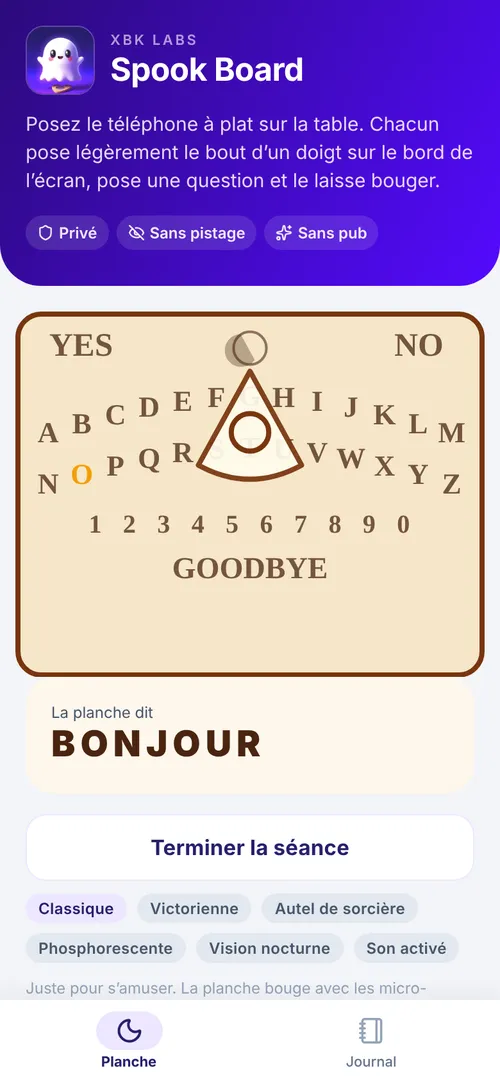 XBK LABS
Spook Board
Posez le téléphone à plat sur la table. Chacun
pose légèrement le bout d’un doigt sur le bord de
l’écran, pose une question et le laisse bouger.
Privé Sans pistage Sans pub
YES NO
A B C D E F G H I J K L M
N O P Q R S T U V W X Y Z
1 2 3 4 5 6 7 8 9 0
GOODBYE
La planche dit
BONJOUR
Terminer la séance
Classique Victorienne Autel de sorcière
Phosphorescente Vision nocturne Son activé
Juste pour s’amuser. La planche bouge avec les micro-
Planche Journal